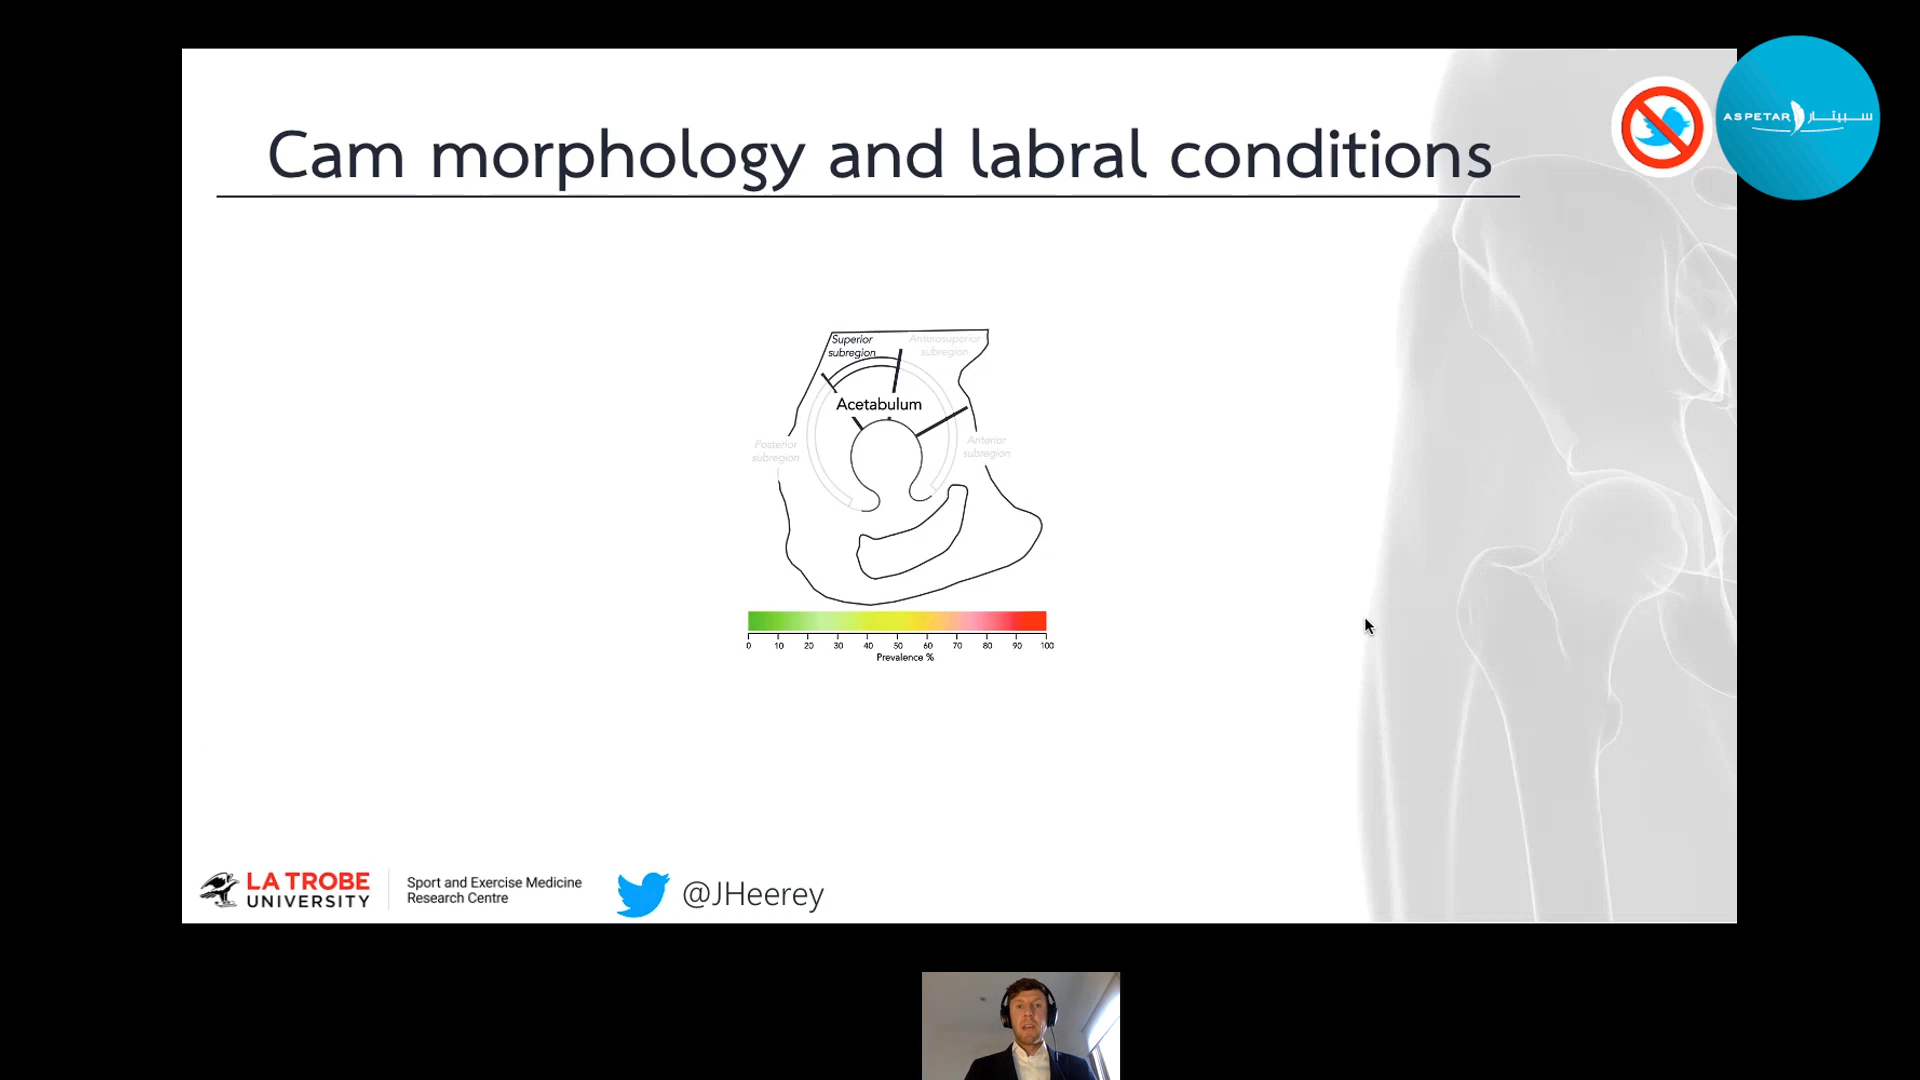 Cam morphology and labral conditions
ASPETAR سبيتار
Superior
subregion
Anterosuperior
subregion
Acetabulum
Posterior
subregion
Anterior
subregion
0 10 20 30 40 50 60 70 80 90 100
Prevalence %
LA TROBE
UNIVERSITY
Sport and Exercise Medicine
Research Centre
@JHeerey